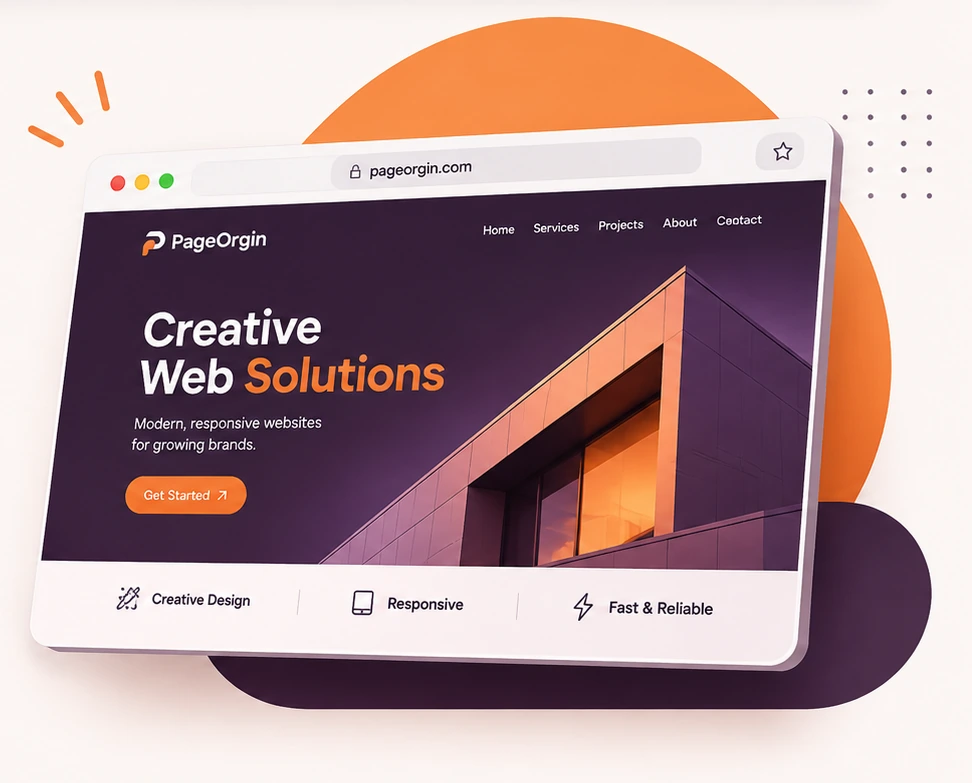 pageorgin.com
PageOrgin
Home Services Projects About Contact
Creative
Web Solutions
Modern, responsive websites
for growing brands.
Get Started
Creative Design
Responsive
Fast & Reliable